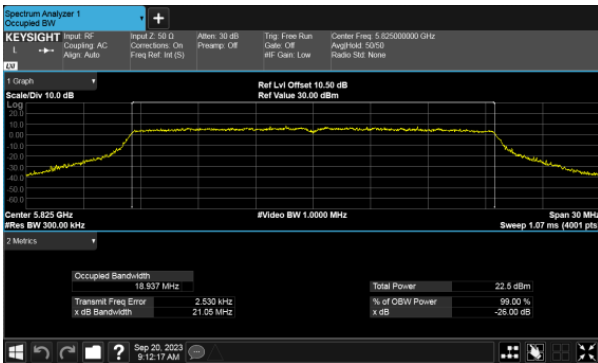 Spectrum Analyzer 1
Occupied BW
KEYSIGHT
L
LXI
Input: RF
Coupling: AC
Align: Auto
Input Z: 50 Ω
Corrections: On
Freq Ref: Int (S)
Atten: 30 dB
Preamp: Off
Trig: Free Run
Gate: Off
#IF Gain: Low
Center Freq: 5.825000000 GHz
Avg|Hold: 50/50
Radio Std: None
1 Graph
Scale/Div 10.0 dB
Ref Lvl Offset 10.50 dB
Ref Value 30.00 dBm
Log
20.0
10.0
0.00
-10.0
-20.0
-30.0
-40.0
-50.0
-60.0
Center 5.825 GHz
#Res BW 300.00 kHz
#Video BW 1.0000 MHz
Span 30 MHz
Sweep 1.07 ms (4001 pts
2 Metrics
Occupied Bandwidth
18.937 MHz
Transmit Freq Error 2.530 kHz
x dB Bandwidth 21.05 MHz
Total Power 22.5 dBm
% of OBW Power 99.00 %
x dB -26.00 dB
?
Sep 20, 2023
9:12:17 AM